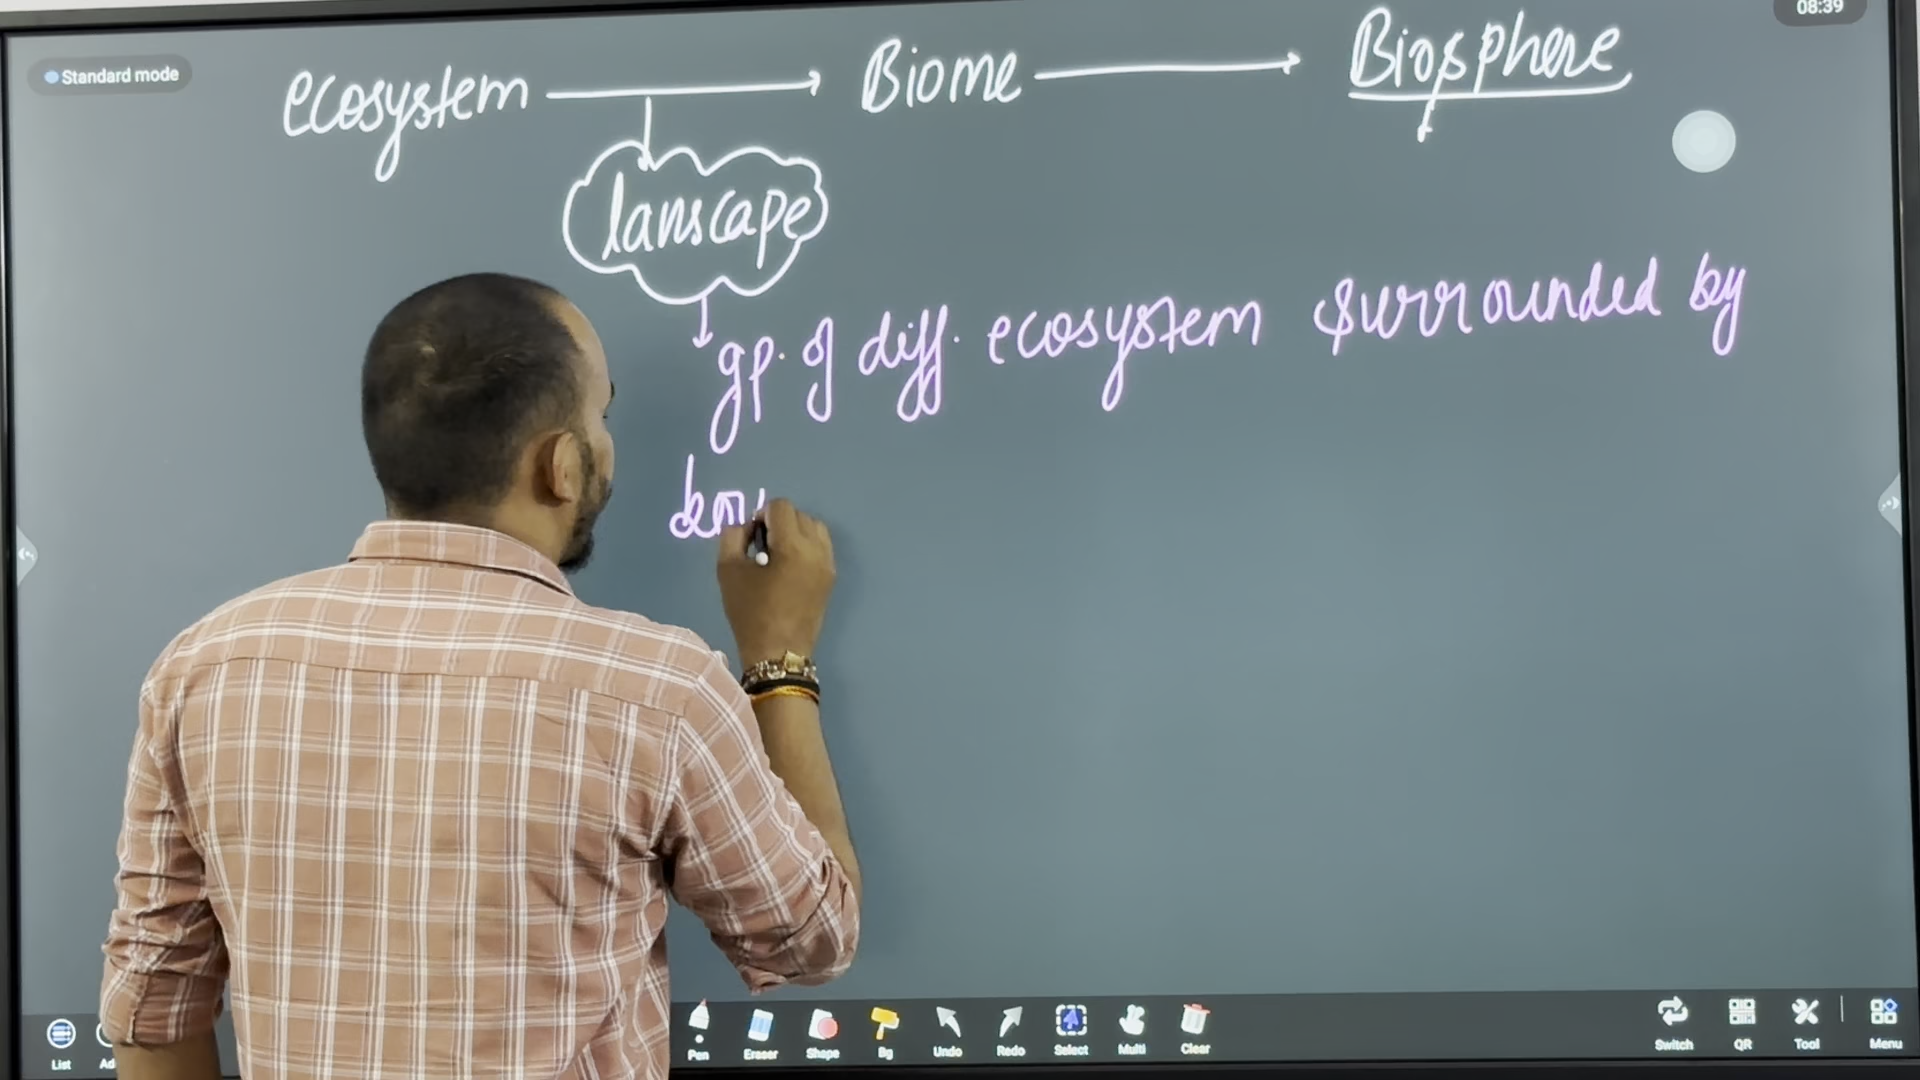 08:39
Standard mode
ecosystem → Biome → Biosphere
lanscape
gp. of diff. ecosystem surrounded by
List
Pen Eraser Shape Bg Undo Redo Select Multi Clear
Switch QR Tool Menu